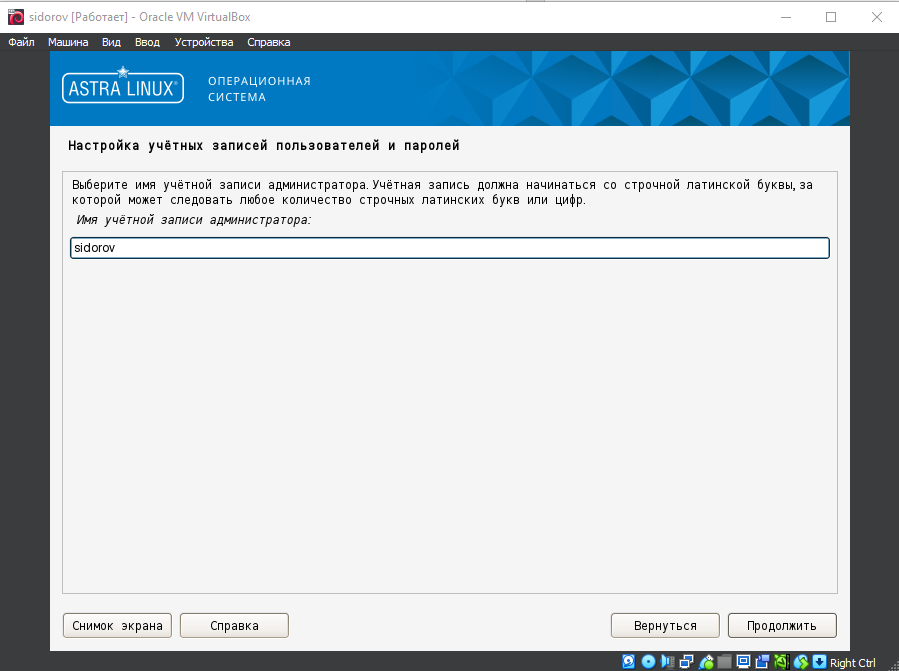 sidorov [Работает] - Oracle VM VirtualBox
Файл Машина Вид Ввод Устройства Справка
ASTRA LINUX®
ОПЕРАЦИОННАЯ
СИСТЕМА
Настройка учётных записей пользователей и паролей
Выберите имя учётной записи администратора. Учётная запись должна начинаться со строчной латинской буквы, за
которой может следовать любое количество строчных латинских букв или цифр.
Имя учётной записи администратора:
sidorov
Снимок экрана Справка Вернуться Продолжить
Right Ctrl